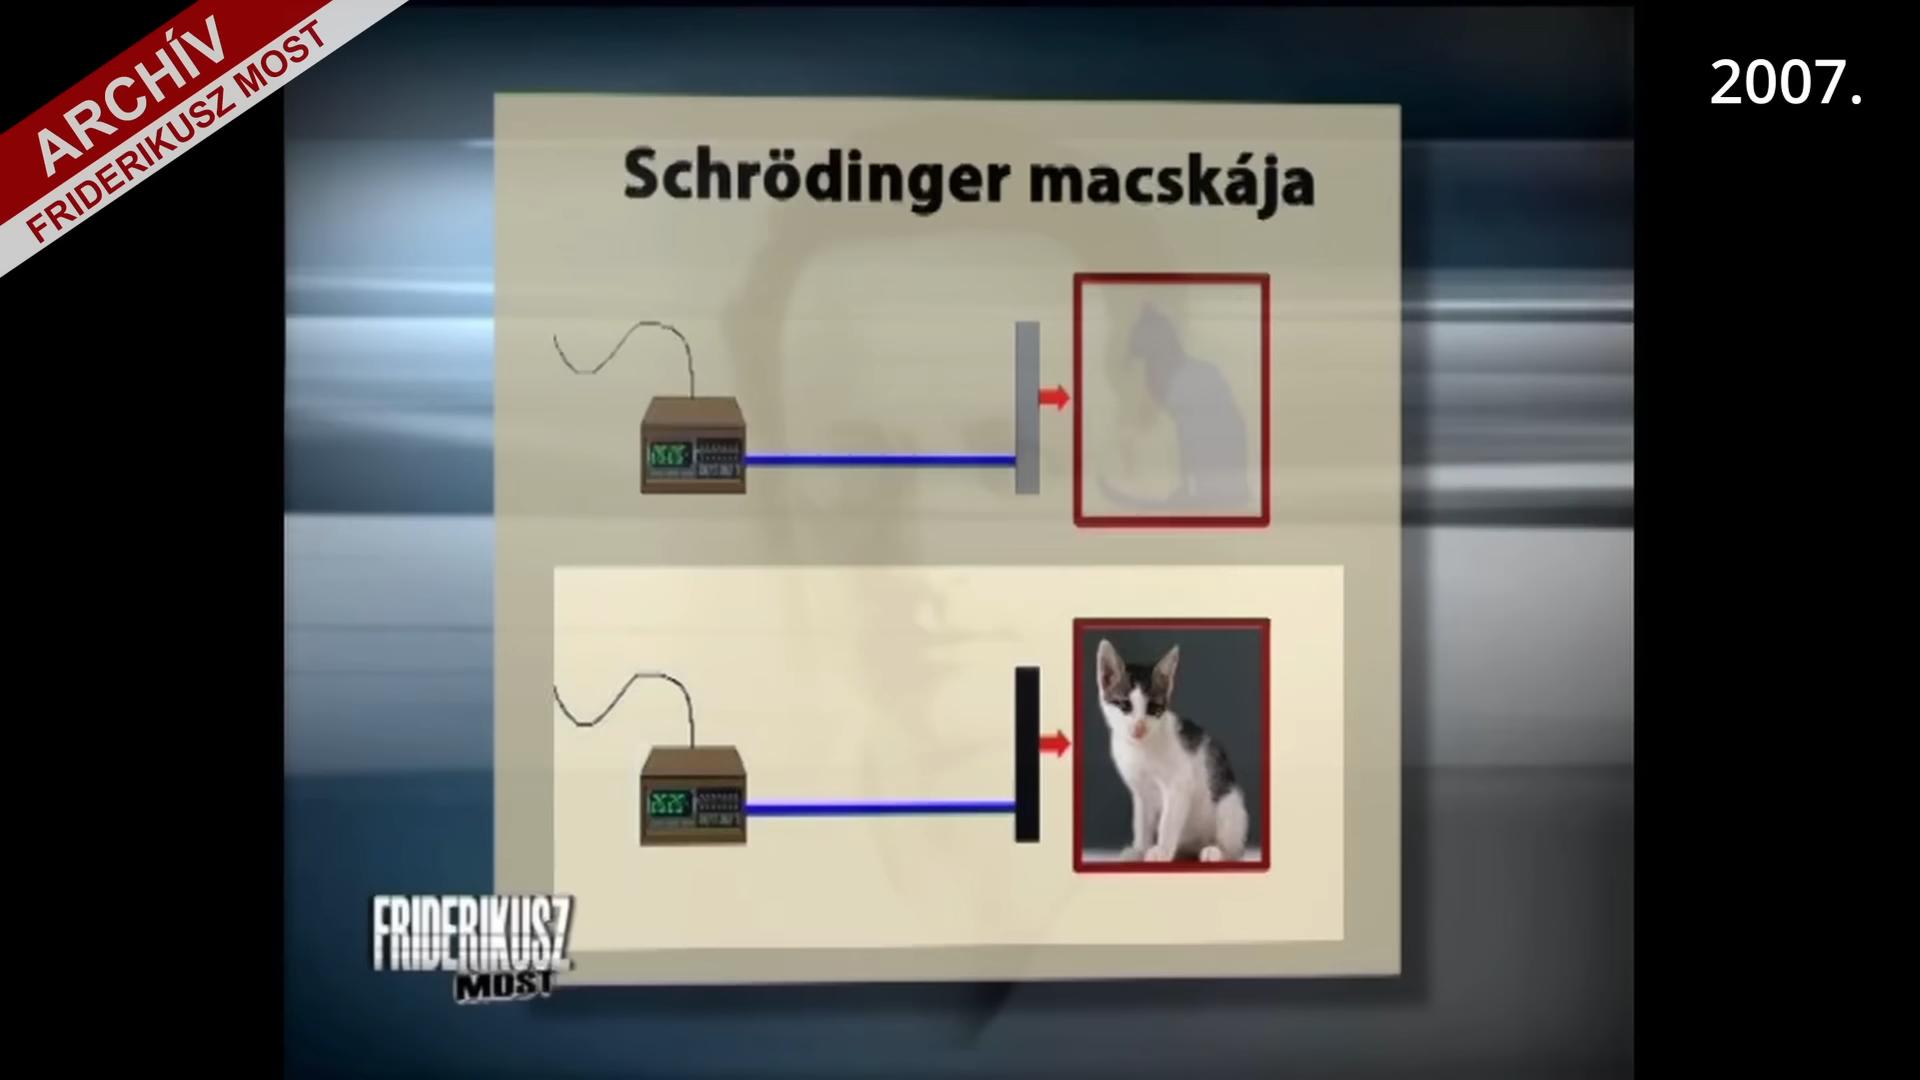 ARCHÍV
FRIDERIKUSZ MOST
2007.
Schrödinger macskája
FRIDERIKUSZ
MOST